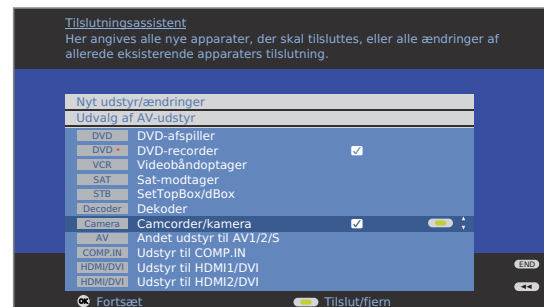 Tilslutningsassistent
Her angives alle nye apparater, der skal tilsluttes, eller alle ændringer af
allerede eksisterende apparaters tilslutning.
Nyt udstyr/ændringer
Udvalg af AV-udstyr
DVD DVD-afspiller
DVD DVD-recorder
VCR Videobåndoptager
SAT Sat-modtager
STB SetTopBox/dBox
Decoder Dekoder
Camera Camcorder/kamera
AV Andet udstyr til AV1/2/S
COMP.IN Udstyr til COMP.IN
HDMI/DVI Udstyr til HDMI1/DVI
HDMI/DVI Udstyr til HDMI2/DVI
END
OK Fortsæt Tilslut/fjern